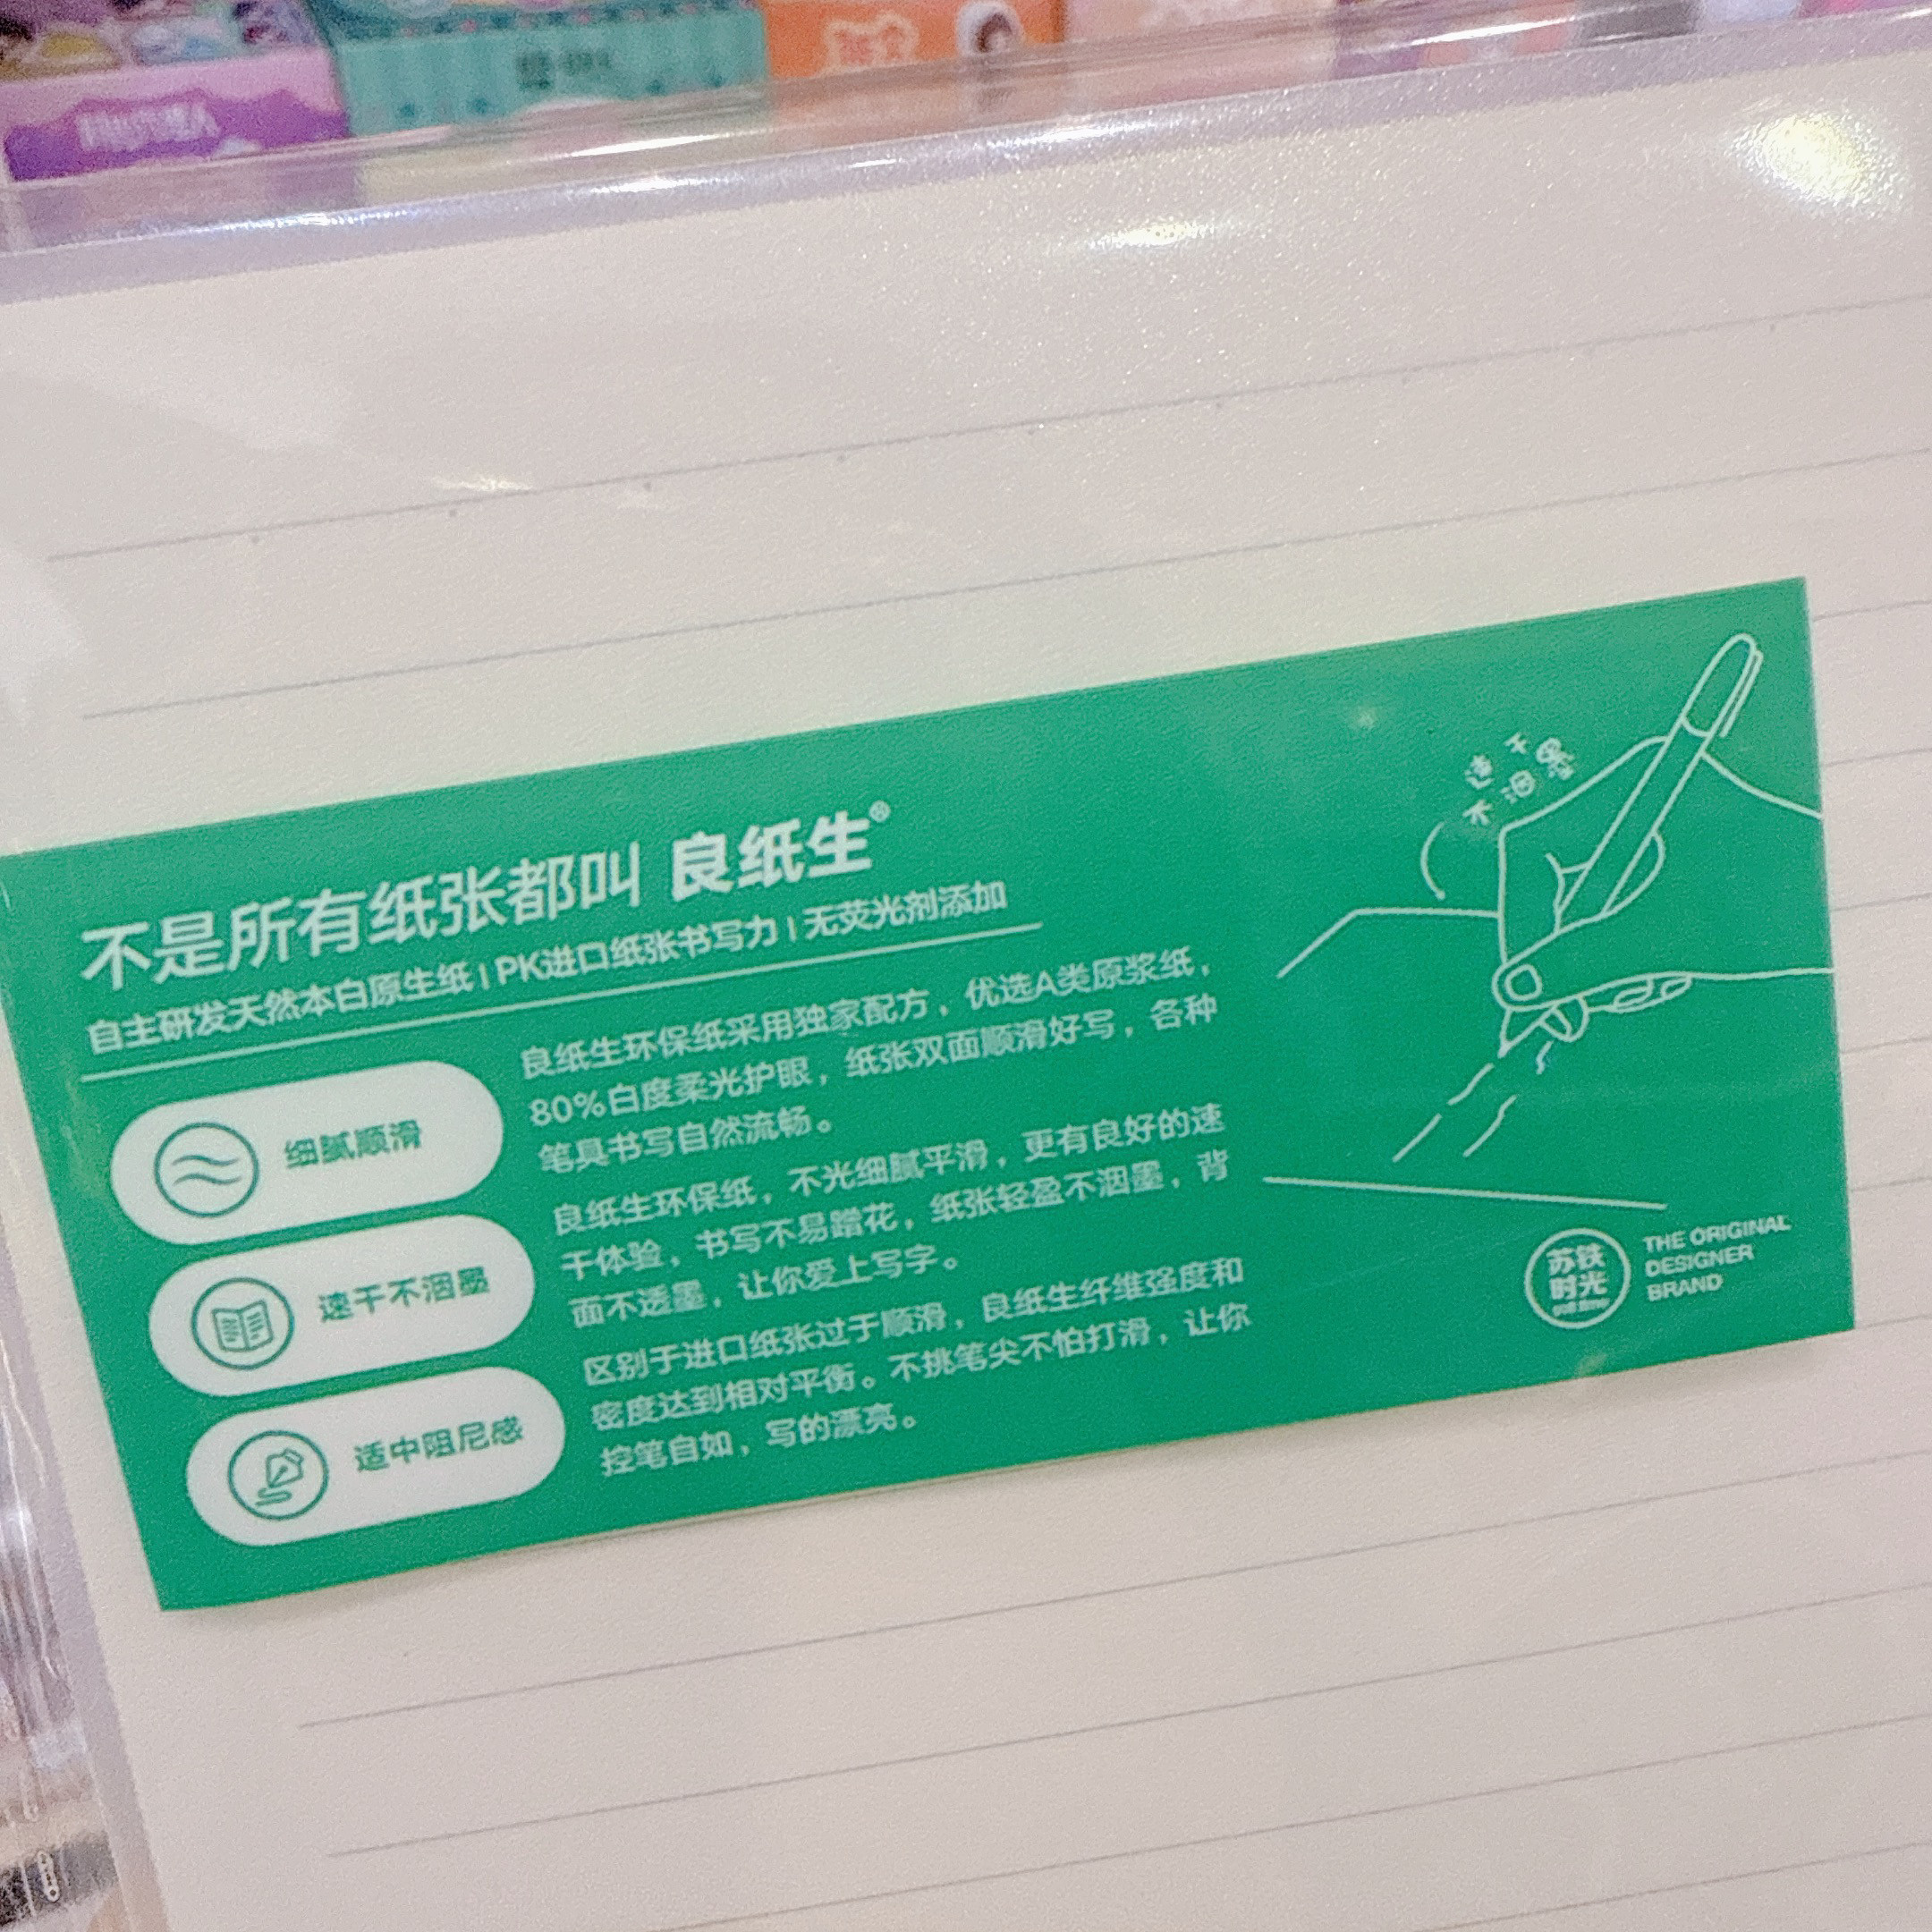 不是所有纸张都叫 良纸生®
自主研发天然本白原生纸 | PK进口纸张书写力 | 无荧光剂添加
细腻顺滑
良纸生环保纸采用独家配方，优选A类原浆纸，
80%白度柔光护眼，纸张双面顺滑好写，各种
笔具书写自然流畅。
速干不洇墨
良纸生环保纸，不光细腻平滑，更有良好的速
干体验，书写不易蹭花，纸张轻盈不洇墨，背
面不透墨，让你爱上写字。
适中阻尼感
区别于进口纸张过于顺滑，良纸生纤维强度和
密度达到相对平衡。不挑笔尖不怕打滑，让你
控笔自如，写的漂亮。
速干
不洇墨
苏铁
时光
THE ORIGINAL
DESIGNER
BRAND